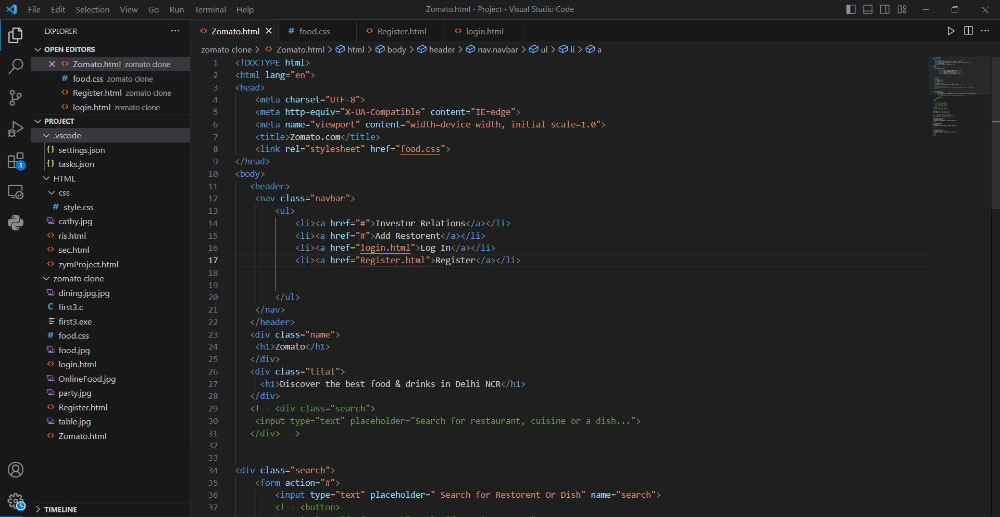 File Edit Selection View Go Run Terminal Help
Zomato.html - Project - Visual Studio Code
EXPLORER
OPEN EDITORS
Zomato.html zomato clone
food.css zomato clone
Register.html zomato clone
login.html zomato clone
PROJECT
.vscode
settings.json
tasks.json
HTML
css
style.css
cathy.jpg
ris.html
sec.html
zymProject.html
zomato clone
dining.jpg.jpg
first3.c
first3.exe
food.css
food.jpg
login.html
OnlineFood.jpg
party.jpg
Register.html
table.jpg
Zomato.html
TIMELINE
5
Zomato.html food.css Register.html login.html
zomato clone > Zomato.html > html > body > header > nav.navbar > ul > li > a
1 <!DOCTYPE html>
2 <html lang="en">
3 <head>
4 <meta charset="UTF-8">
5 <meta http-equiv="X-UA-Compatible" content="IE=edge">
6 <meta name="viewport" content="width=device-width, initial-scale=1.0">
7 <title>Zomato.com</title>
8 <link rel="stylesheet" href="food.css">
9 </head>
10 <body>
11 <header>
12 <nav class="navbar">
13 <ul>
14 <li><a href="#">Investor Relations</a></li>
15 <li><a href="#">Add Restorent</a></li>
16 <li><a href="login.html">Log In</a></li>
17 <li><a href="Register.html">Register</a></li>
18
19
20 </ul>
21 </nav>
22 </header>
23 <div class="name">
24 <h1>Zomato</h1>
25 </div>
26 <div class="tital">
27 <h1>Discover the best food & drinks in Delhi NCR</h1>
28 </div>
29 <!-- <div class="search">
30 <input type="text" placeholder="Search for restaurant, cuisine or a dish...">
31 </div> -->
32
33
34 <div class="search">
35 <form action="#">
36 <input type="text" placeholder=" Search for Restorent Or Dish" name="search">
37 <!-- <button>